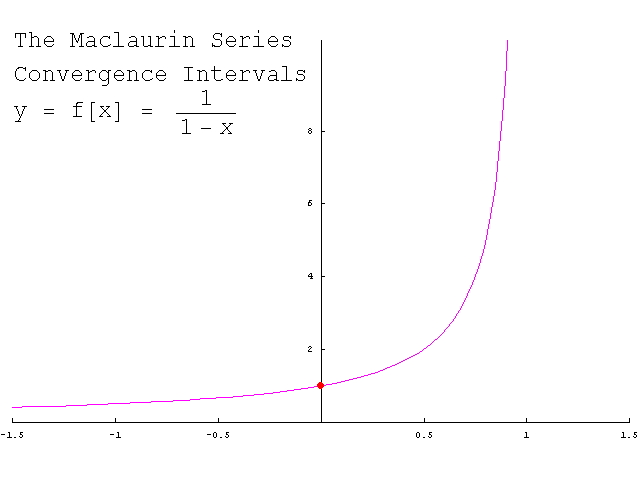 The Maclaurin Series
Convergence Intervals
y = f[x] = 1/(1-x)
8
6
4
2
-1.5 -1 -0.5 0.5 1 1.5